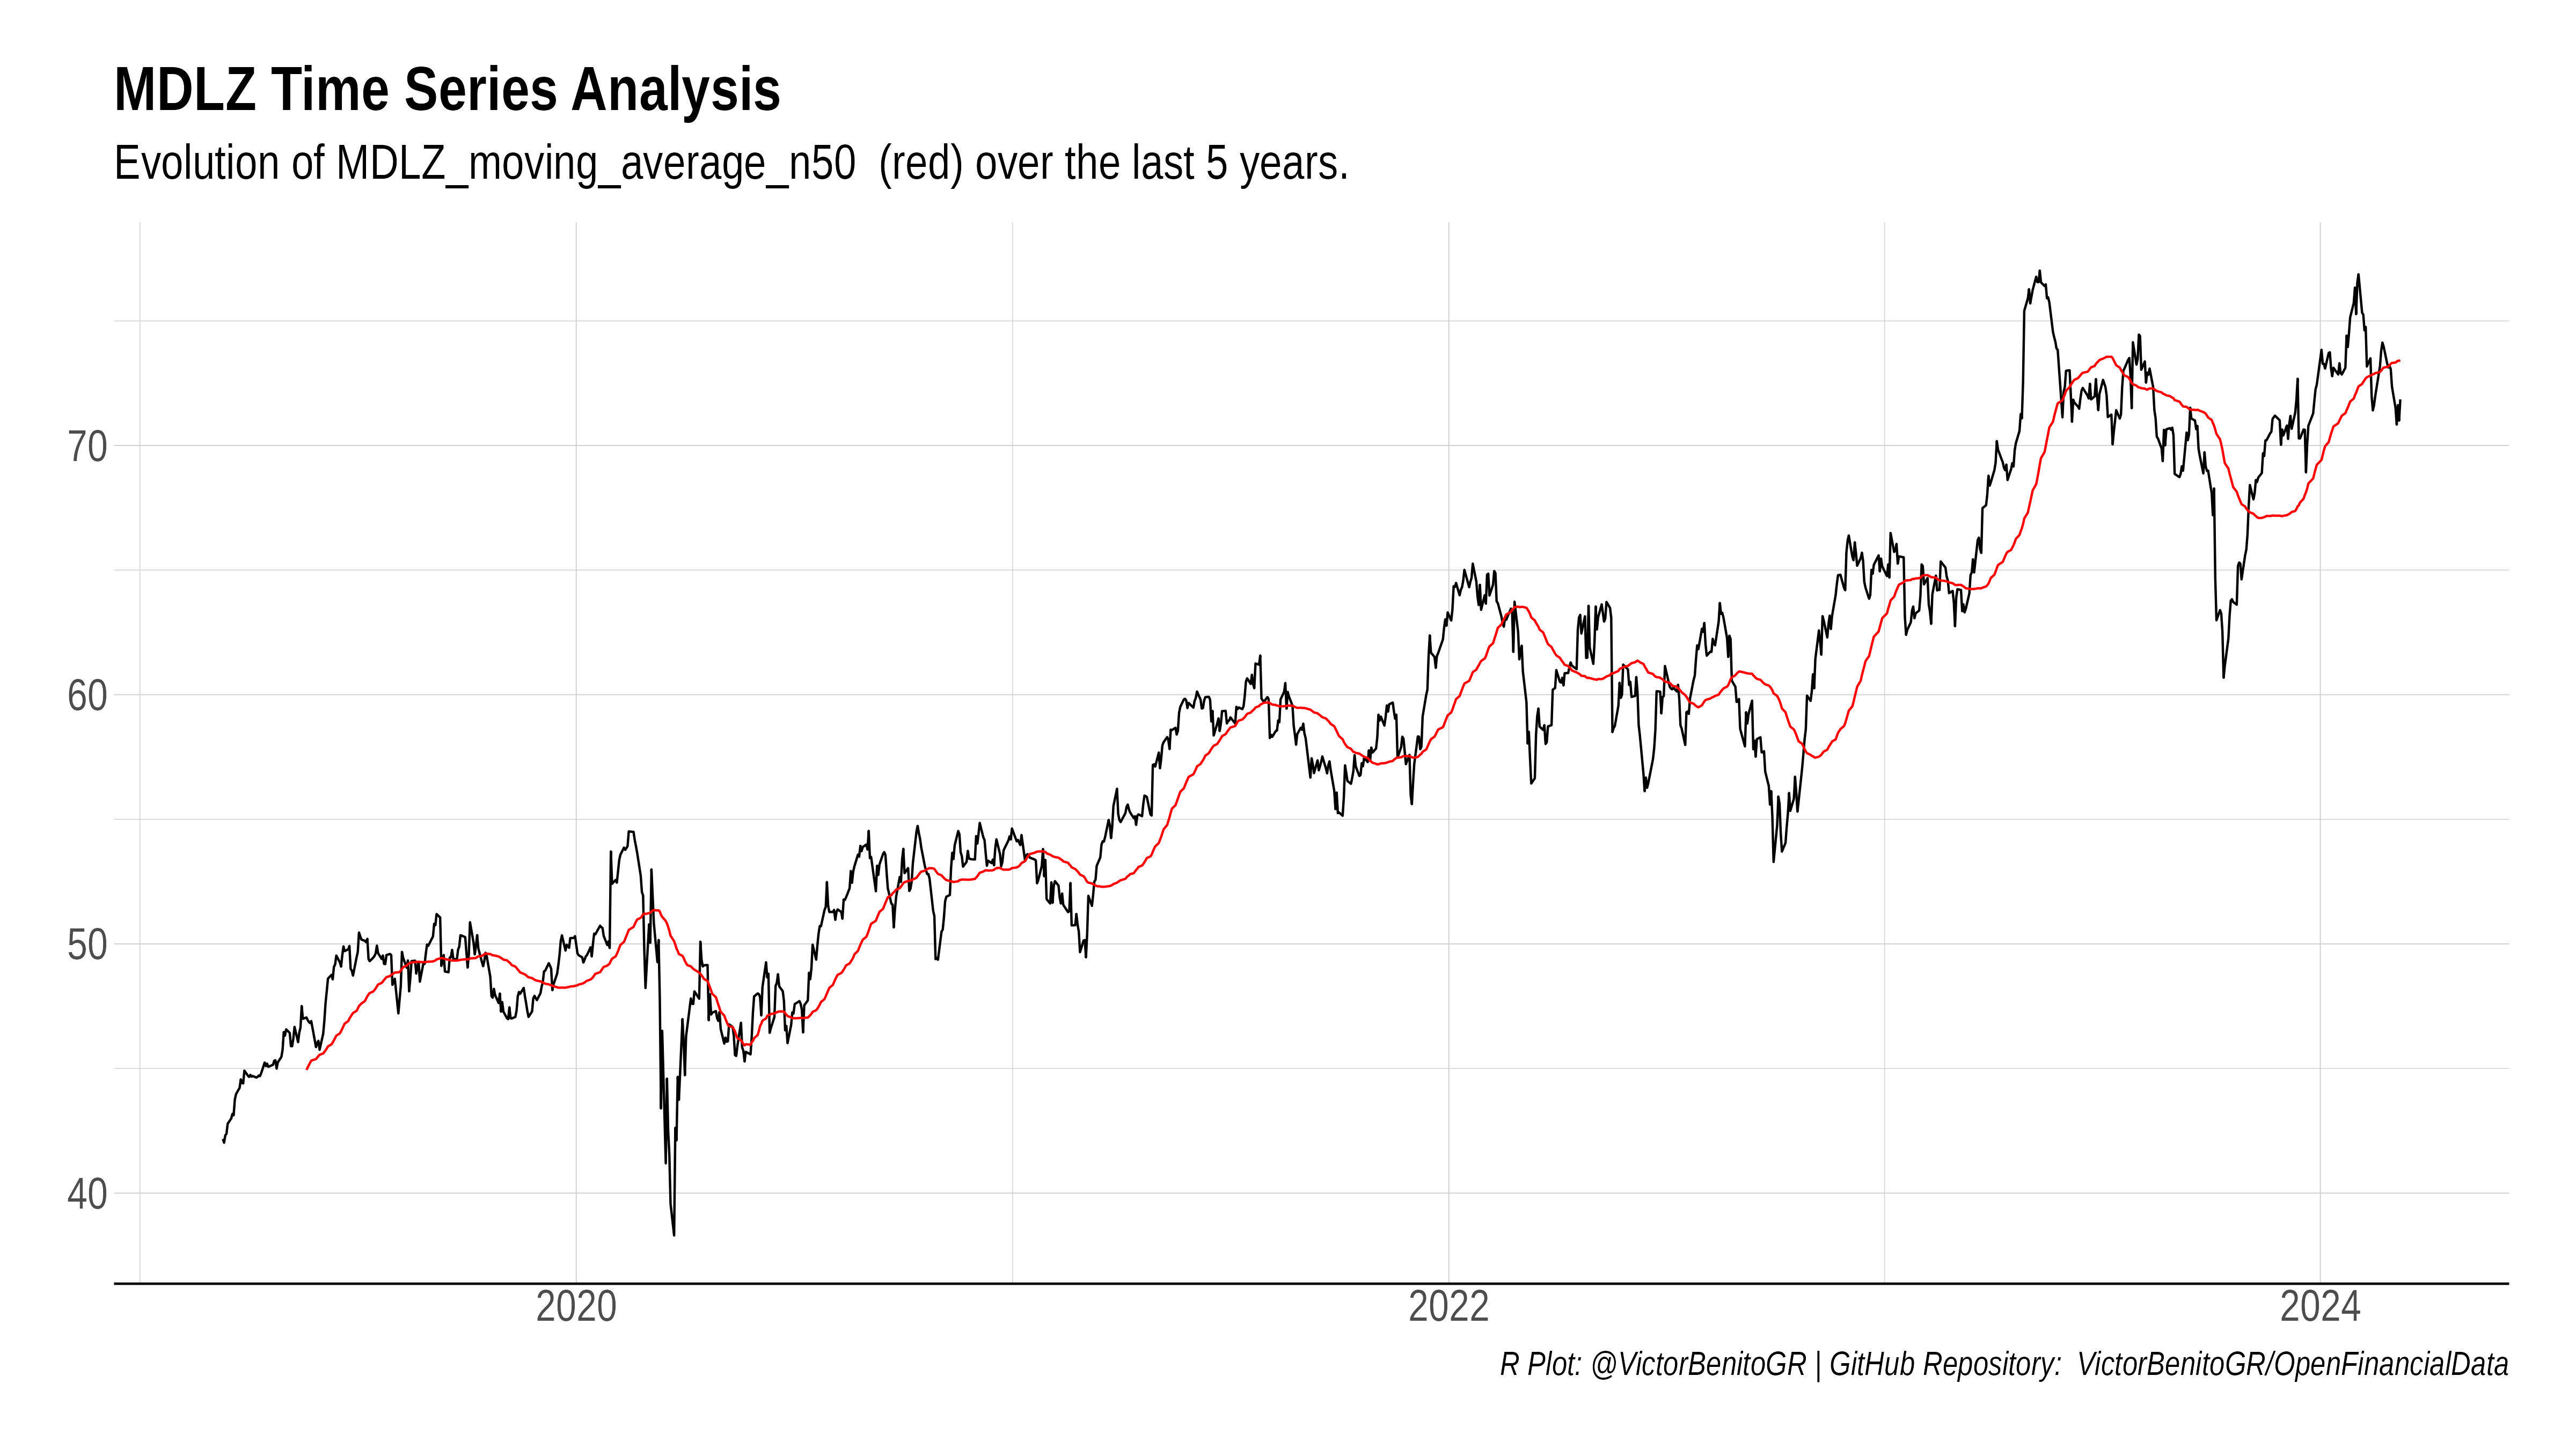 MDLZ Time Series Analysis
Evolution of MDLZ_moving_average_n50  (red) over the last 5 years.
70
60
50
40
2020
2022
2024
R Plot: @VictorBenitoGR | GitHub Repository:  VictorBenitoGR/OpenFinancialData